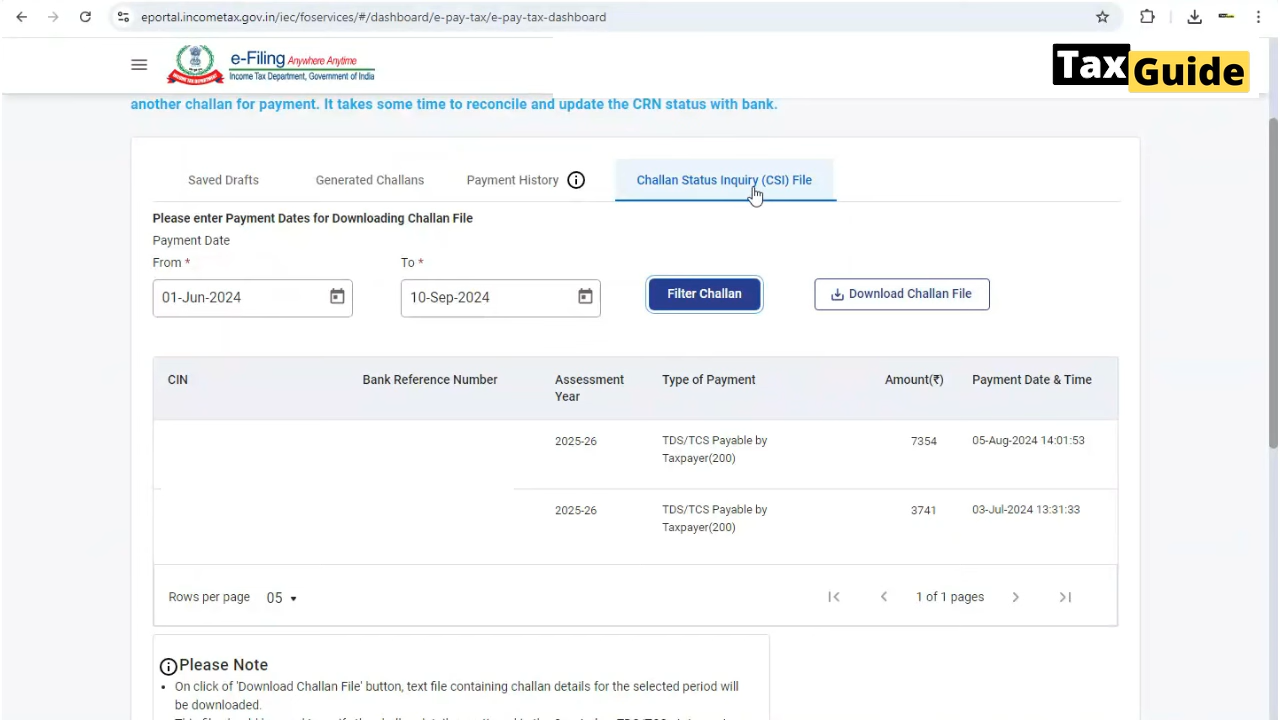 eportal.incometax.gov.in/iec/foservices/#/dashboard/e-pay-tax/e-pay-tax-dashboard
e-Filing Anywhere Anytime
Income Tax Department, Government of India
Tax Guide
another challan for payment. It takes some time to reconcile and update the CRN status with bank.
Saved Drafts Generated Challans Payment History Challan Status Inquiry (CSI) File
Please enter Payment Dates for Downloading Challan File
Payment Date
From * To *
01-Jun-2024 10-Sep-2024 Filter Challan Download Challan File
CIN Bank Reference Number Assessment Year Type of Payment Amount(₹) Payment Date & Time
2025-26 TDS/TCS Payable by 7354 05-Aug-2024 14:01:53
Taxpayer(200)
2025-26 TDS/TCS Payable by 3741 03-Jul-2024 13:31:33
Taxpayer(200)
Rows per page 05 1 of 1 pages
Please Note
• On click of 'Download Challan File' button, text file containing challan details for the selected period will
be downloaded.